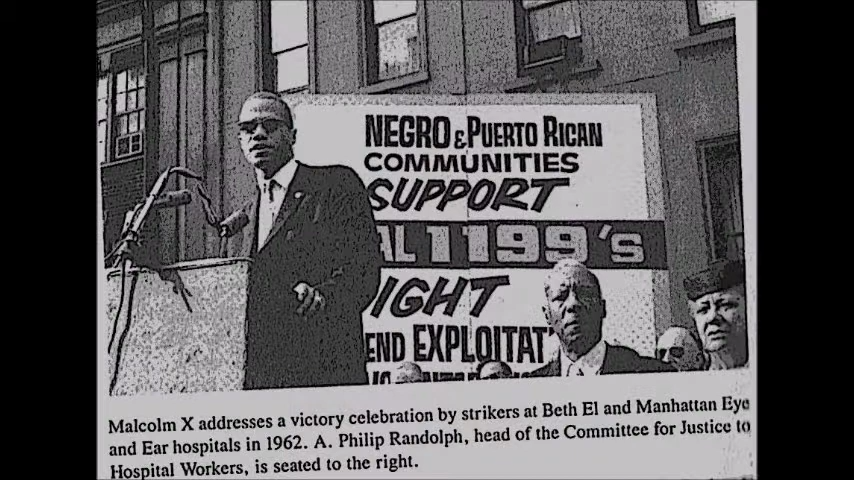 NEGRO & PUERTO RICAN
COMMUNITIES
SUPPORT
AL 1199's
IGHT
END EXPLOITAT
Malcolm X addresses a victory celebration by strikers at Beth El and Manhattan Eye
and Ear hospitals in 1962. A. Philip Randolph, head of the Committee for Justice to
Hospital Workers, is seated to the right.